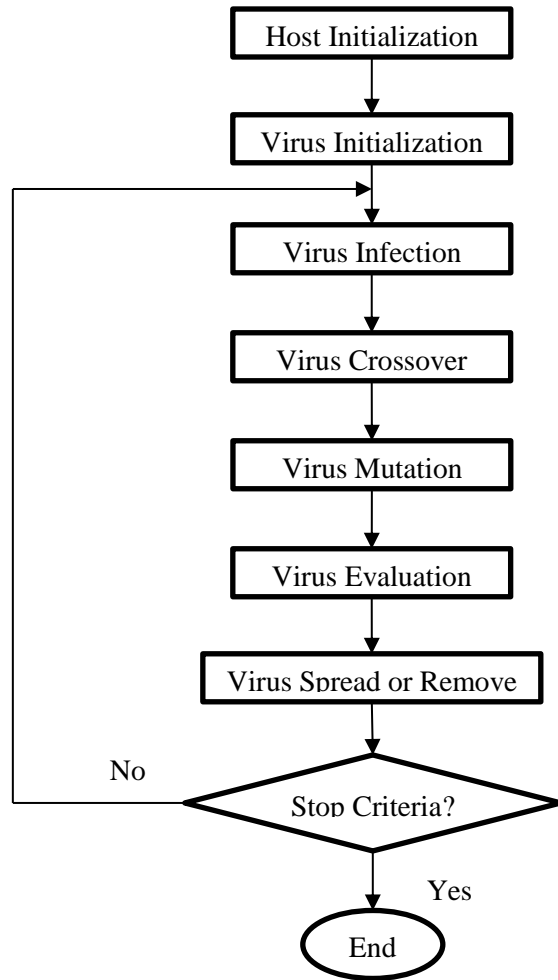 Host Initialization
Virus Initialization
Virus Infection
Virus Crossover
Virus Mutation
Virus Evaluation
Virus Spread or Remove
No
Stop Criteria?
Yes
End